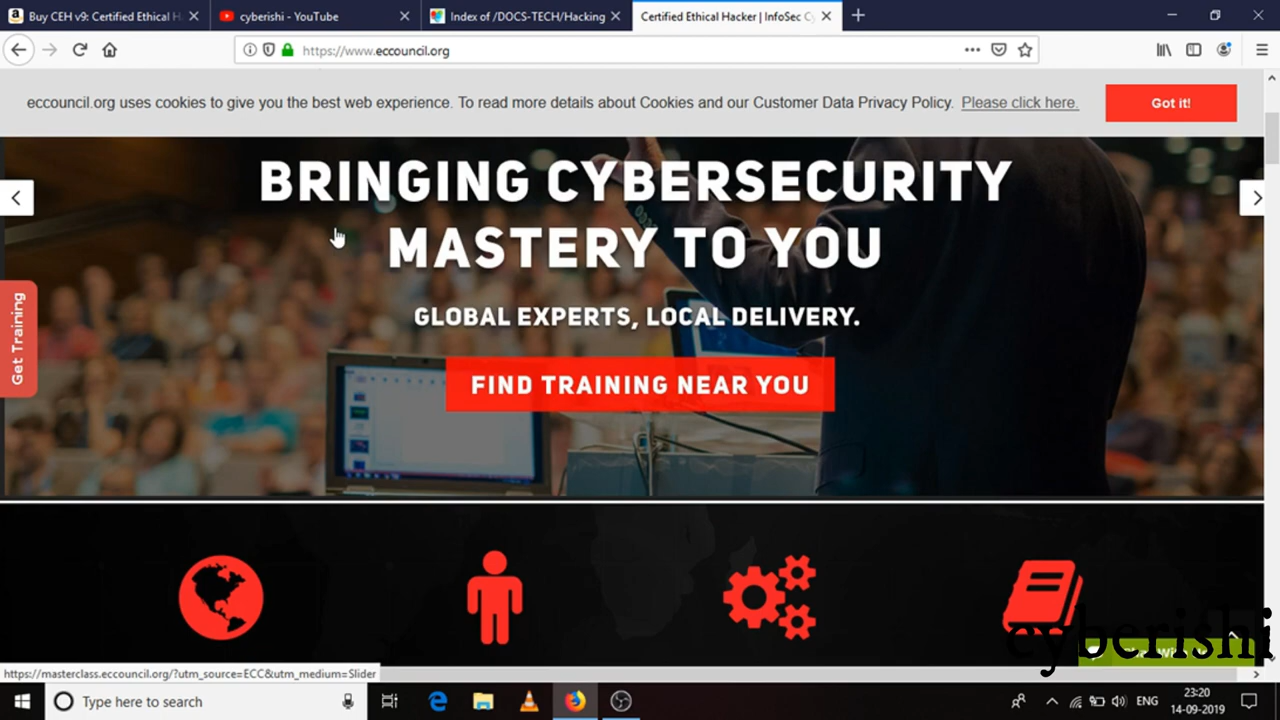 Buy CEH v9: Certified Ethical H
cyberishi - YouTube
Index of /DOCS-TECH/Hacking
Certified Ethical Hacker | InfoSec Cy
https://www.eccouncil.org
eccouncil.org uses cookies to give you the best web experience. To read more details about Cookies and our Customer Data Privacy Policy. Please click here.
Got it!
BRINGING CYBERSECURITY
MASTERY TO YOU
GLOBAL EXPERTS, LOCAL DELIVERY.
FIND TRAINING NEAR YOU
Get Training
cyberishi
https://masterclass.eccouncil.org/?utm_source=ECC&utm_medium=Slider
Type here to search
ENG
23:20
14-09-2019